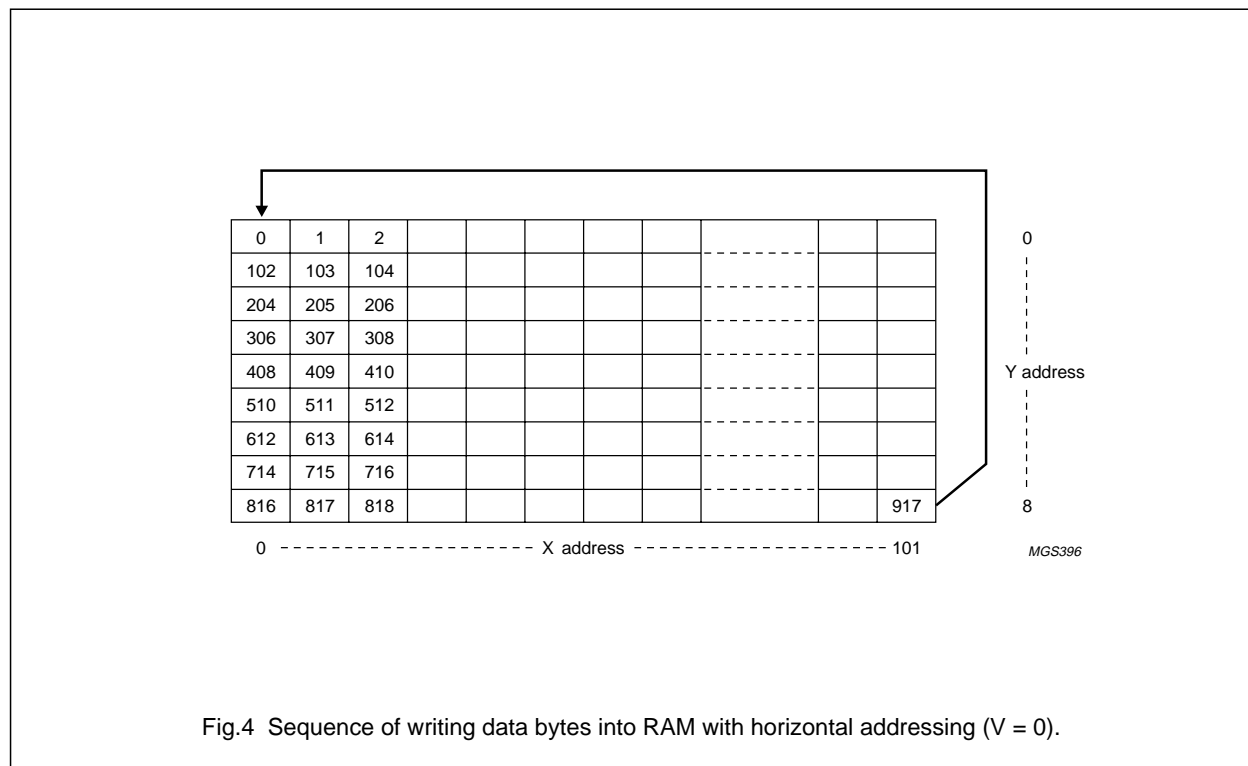 0 1 2 0
102 103 104
204 205 206
306 307 308
408 409 410 Y address
510 511 512
612 613 614
714 715 716
816 817 818 917 8
0 X address 101 MGS396
Fig.4 Sequence of writing data bytes into RAM with horizontal addressing (V = 0).